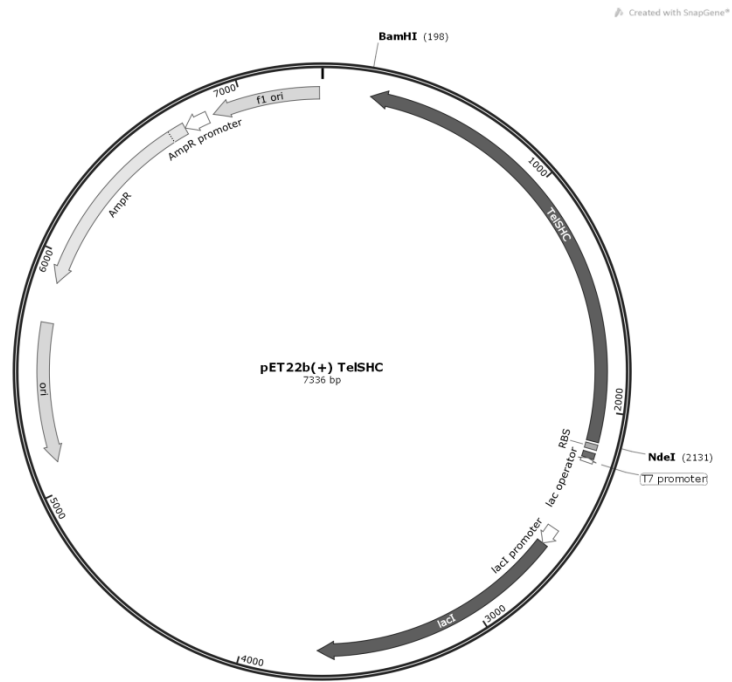 Created with SnapGene®
BamHI (198)
7000
f1 ori
AmpR promoter
1000
AmpR
TelSHC
6000
pET22b(+) TelSHC
7336 bp
ori
2000
RBS
NdeI (2131)
lac operator
T7 promoter
5000
lacI promoter
3000
lacI
4000